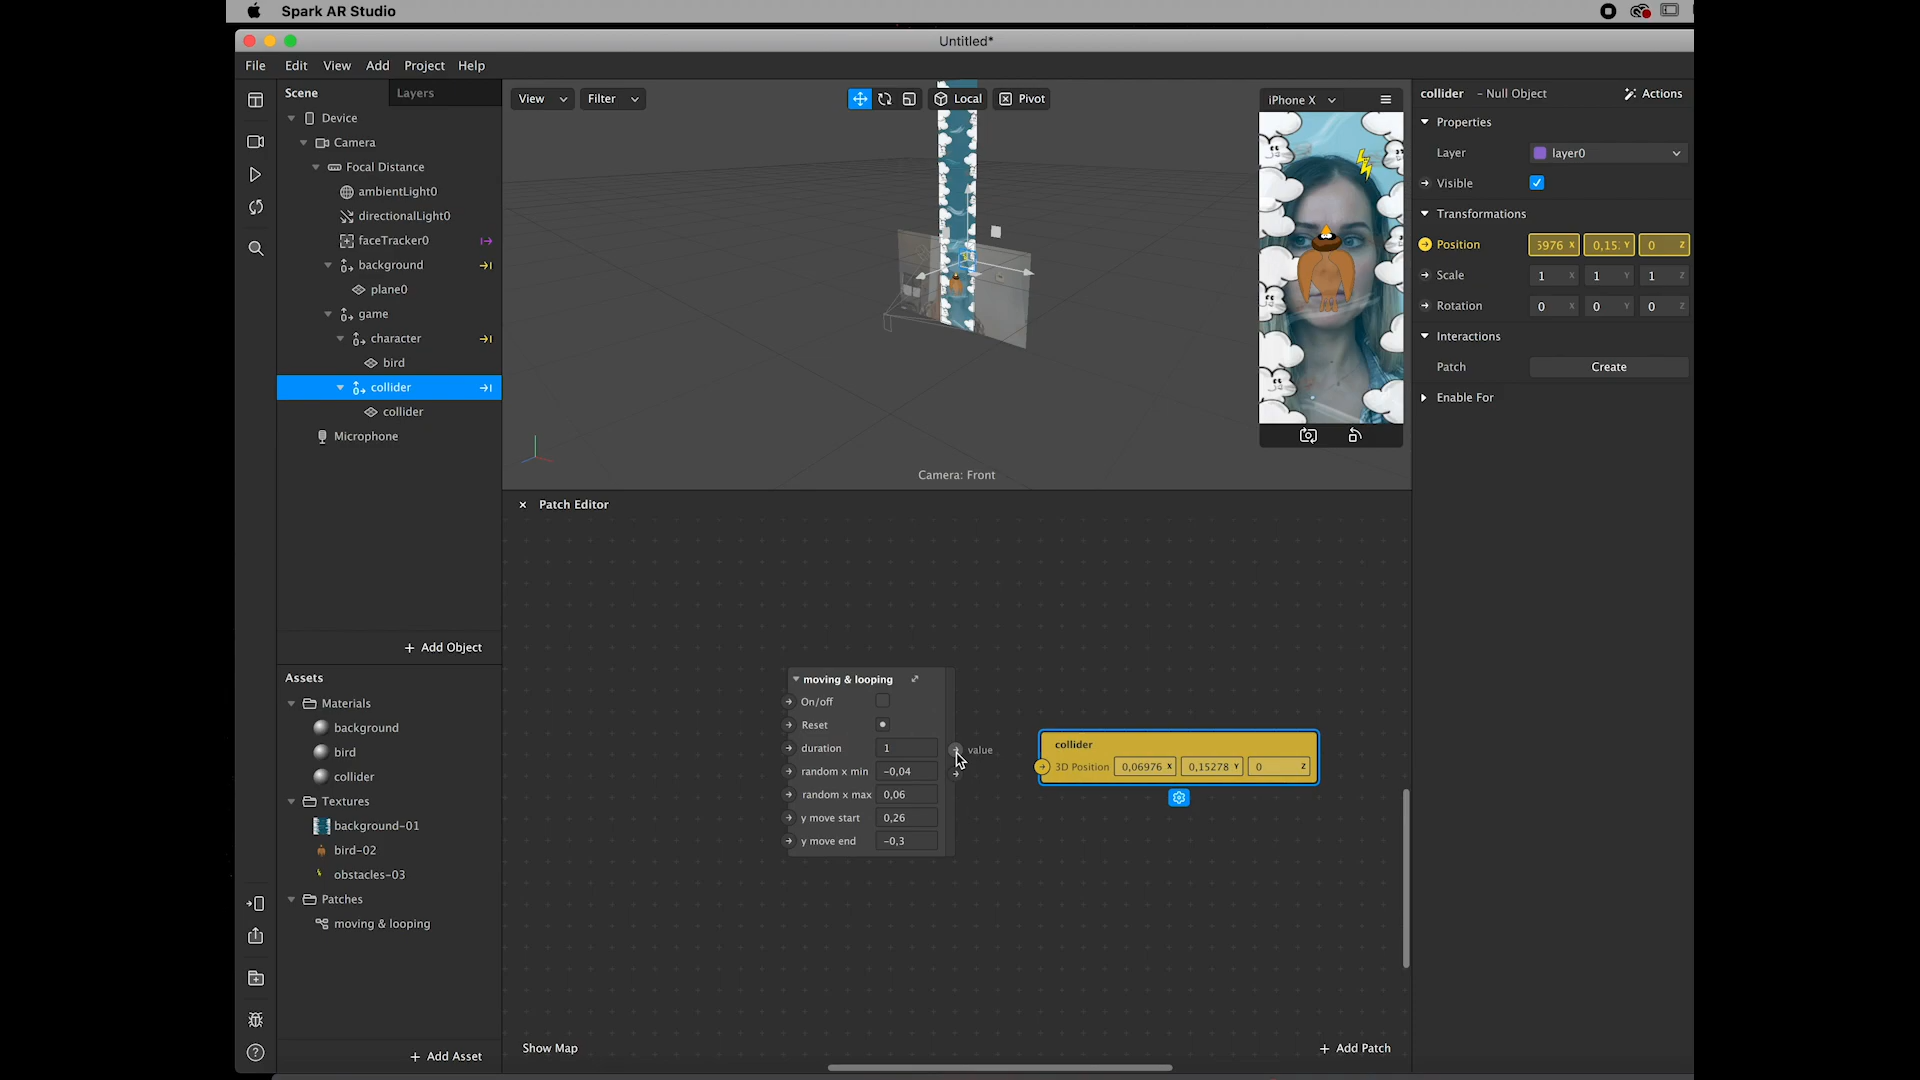 Spark AR Studio
Untitled*
File Edit View Add Project Help
Scene
Layers
Device
Camera
Focal Distance
ambientLight0
directionalLight0
faceTracker0
background
plane0
game
character
bird
collider
collider
Microphone
+ Add Object
Assets
Materials
background
bird
collider
Textures
background-01
bird-02
obstacles-03
Patches
moving & looping
+ Add Asset
View
Filter
Local
Pivot
iPhone X
Camera: Front
Patch Editor
moving & looping
On/off
Reset
duration 1
random x min -0,04
random x max 0,06
y move start 0,26
y move end -0,3
value
collider
3D Position 0,06976 X 0,15278 Y 0 Z
Show Map
+ Add Patch
collider - Null Object
Actions
Properties
Layer layer0
Visible
Transformations
Position 5976 X 0,15 Y 0 Z
Scale 1 X 1 Y 1 Z
Rotation 0 X 0 Y 0 Z
Interactions
Patch Create
Enable For